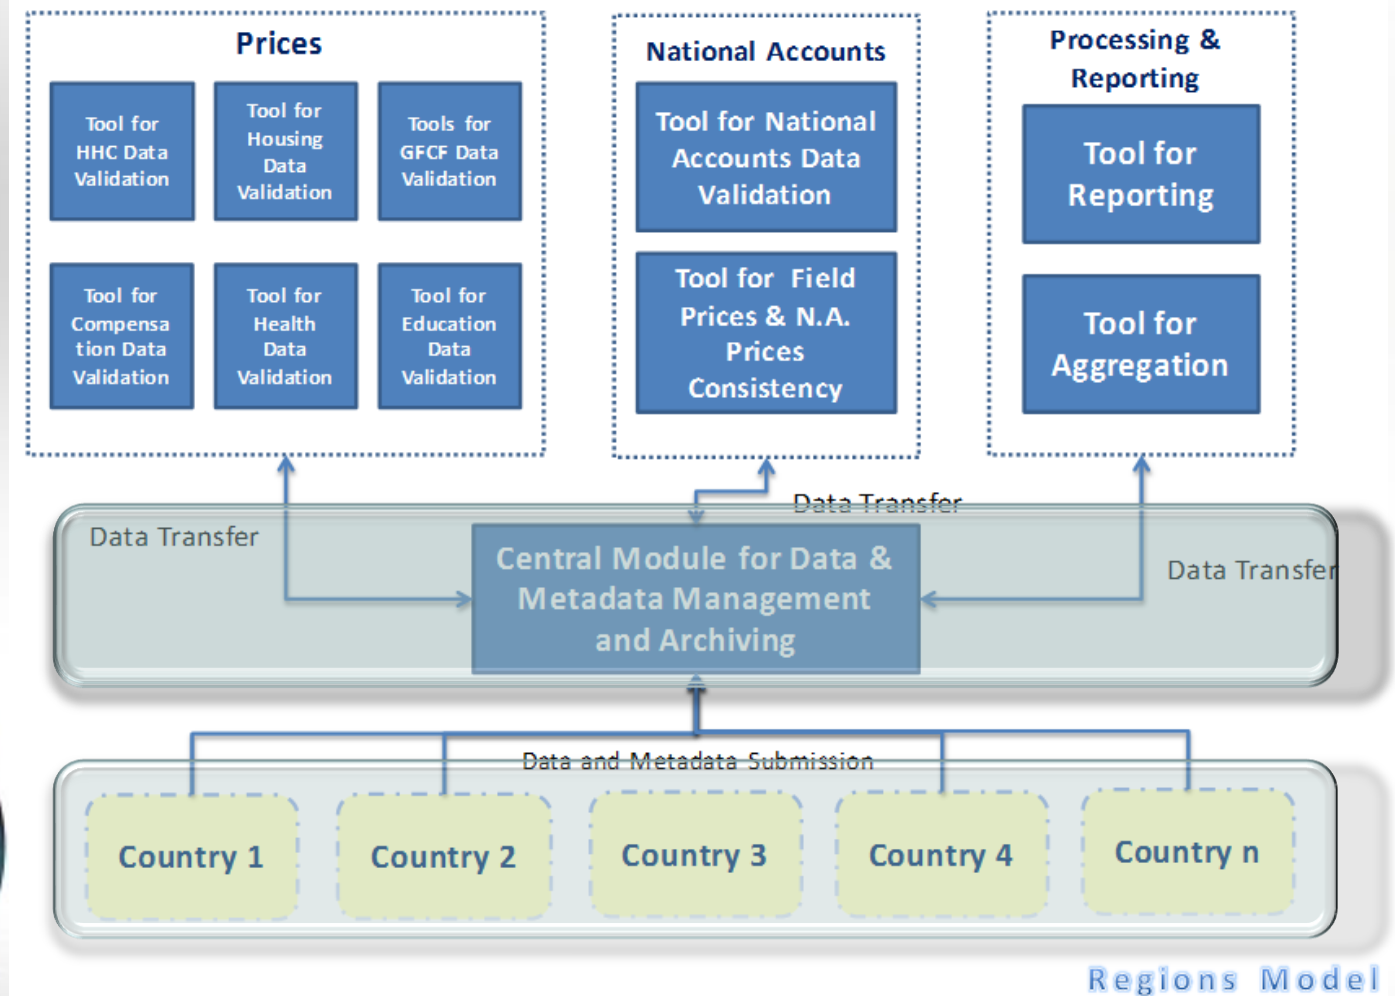 Prices
Tool for
HHC Data
Validation
Tool for
Housing
Data
Validation
Tools for
GFCF Data
Validation
Tool for
Compensa
tion Data
Validation
Tool for
Health
Data
Validation
Tool for
Education
Data
Validation
National Accounts
Tool for National
Accounts Data
Validation
Tool for Field
Prices & N.A.
Prices
Consistency
Processing &
Reporting
Tool for
Reporting
Tool for
Aggregation
Data Transfer
Data Transfer
Data Transfer
Central Module for Data &
Metadata Management
and Archiving
Data and Metadata Submission
Country 1
Country 2
Country 3
Country 4
Country n
Regions Model